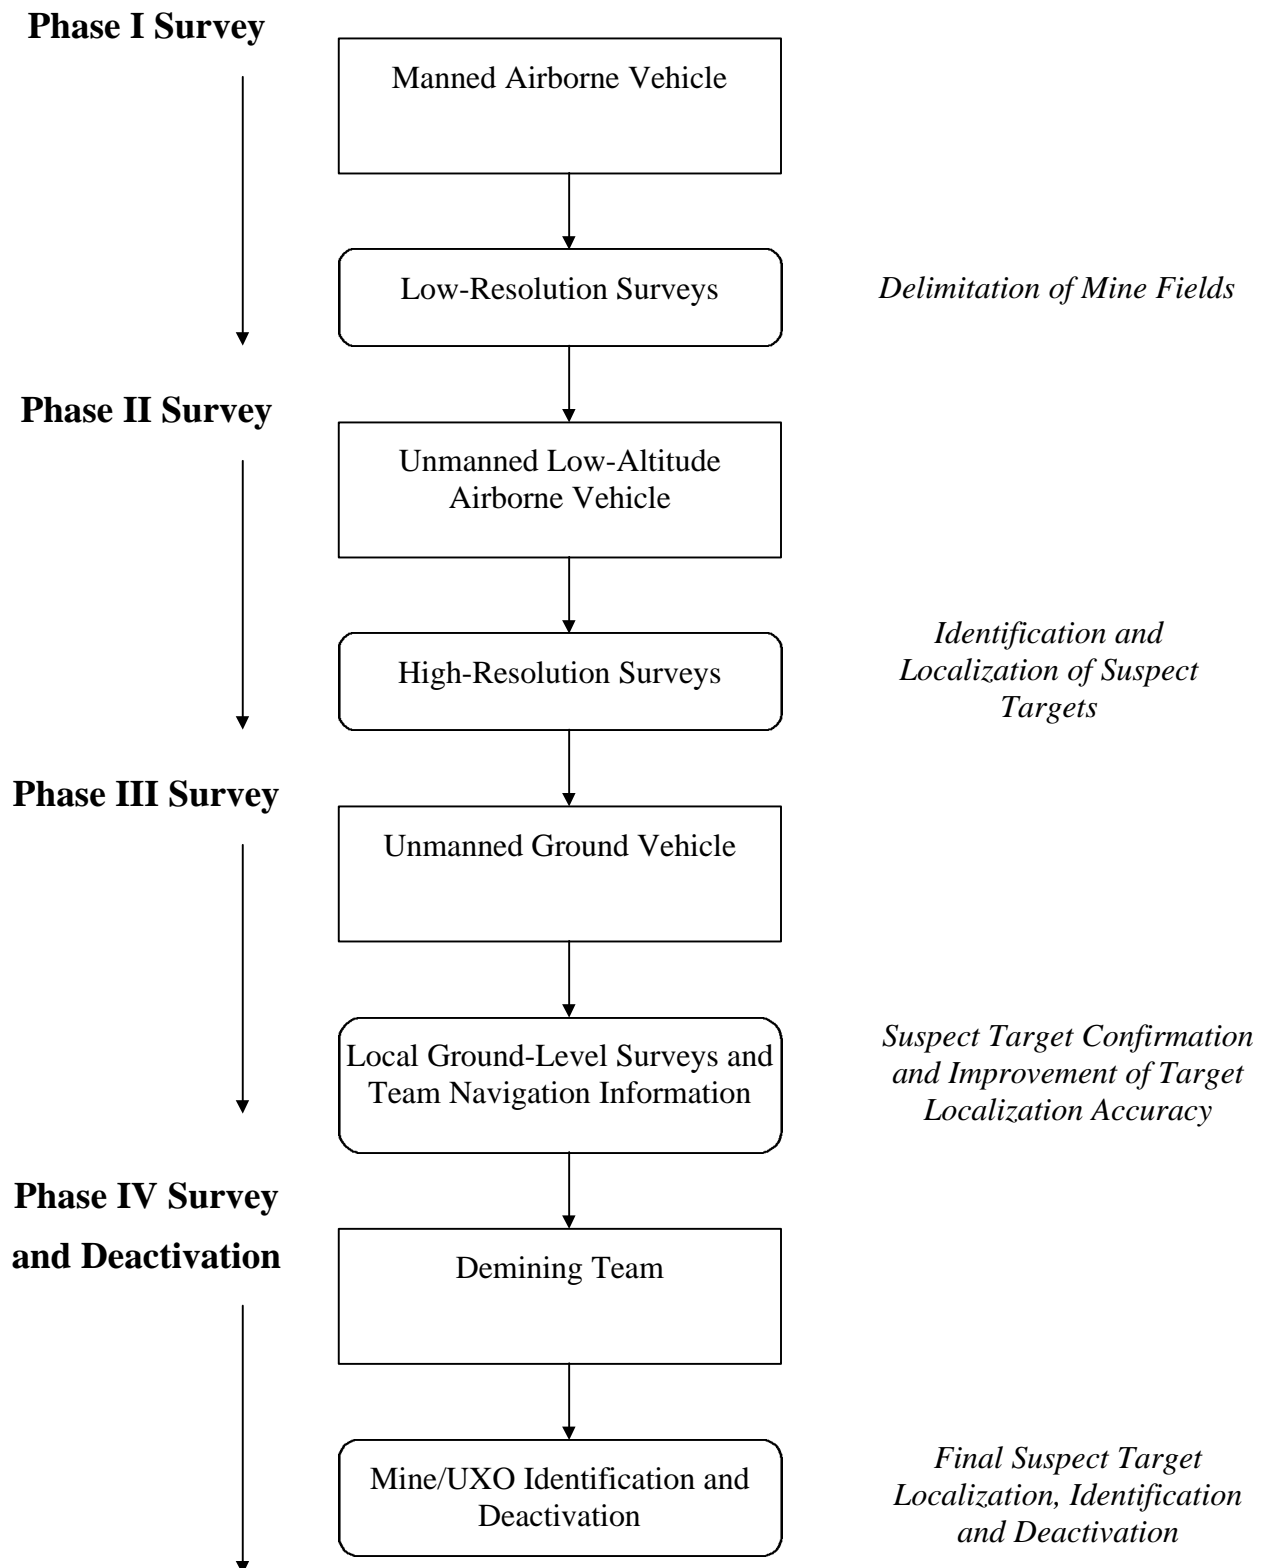 Phase I Survey
Manned Airborne Vehicle
Low-Resolution Surveys
Delimitation of Mine Fields
Phase II Survey
Unmanned Low-Altitude
Airborne Vehicle
High-Resolution Surveys
Identification and
Localization of Suspect
Targets
Phase III Survey
Unmanned Ground Vehicle
Local Ground-Level Surveys and
Team Navigation Information
Suspect Target Confirmation
and Improvement of Target
Localization Accuracy
Phase IV Survey
and Deactivation
Demining Team
Mine/UXO Identification and
Deactivation
Final Suspect Target
Localization, Identification
and Deactivation